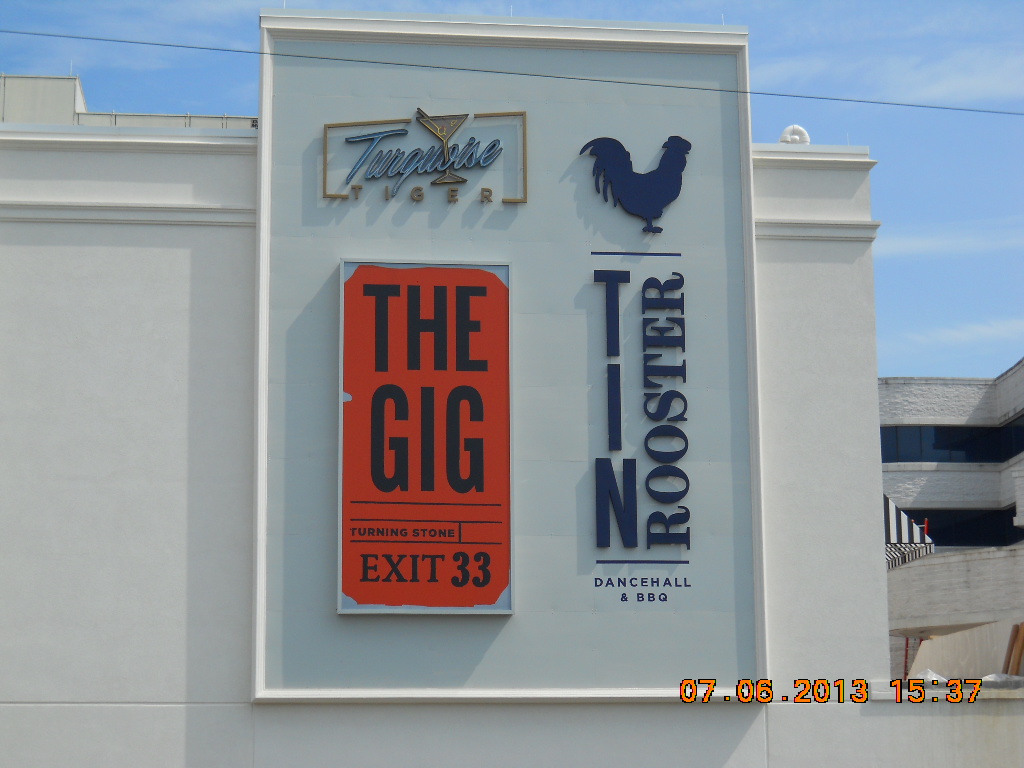 Turquoise
TIGER
THE
GIG
TURNING STONE
EXIT 33
TIN
ROOSTER
DANCEHALL
& BBQ
07.06.2013 15:37